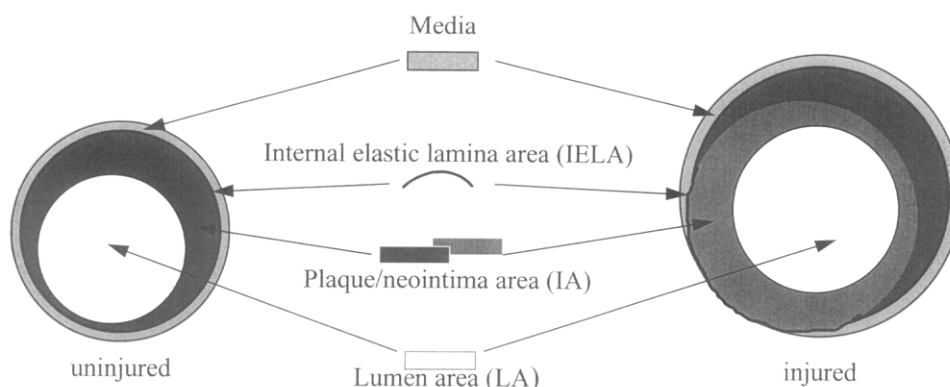 Media
Internal elastic lamina area (IELA)
Plaque/neointima area (IA)
uninjured
Lumen area (LA)
injured